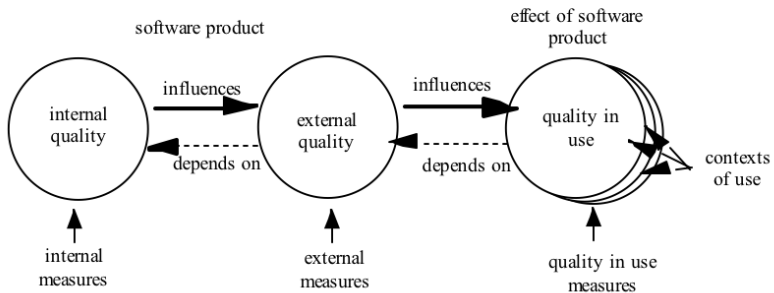 software product
effect of software
product
influences
influences
internal
quality
external
quality
quality in
use
depends on
depends on
contexts
of use
internal
measures
external
measures
quality in use
measures